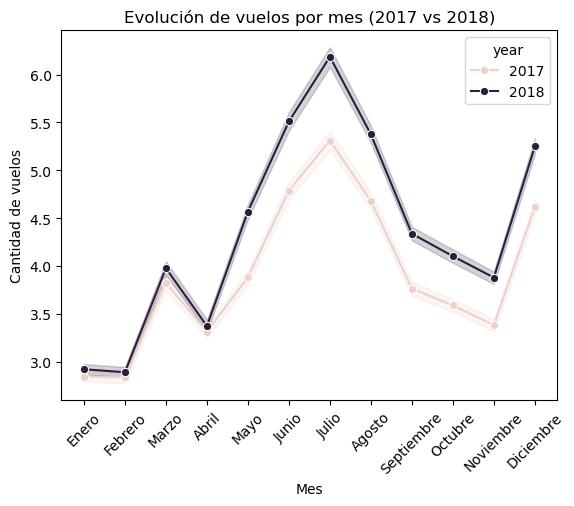 Evolución de vuelos por mes (2017 vs 2018)
year
2017
2018
Cantidad de vuelos
6.0
5.5
5.0
4.5
4.0
3.5
3.0
Enero
Febrero
Marzo
Abril
Mayo
Junio
Julio
Agosto
Septiembre
Octubre
Noviembre
Diciembre
Mes